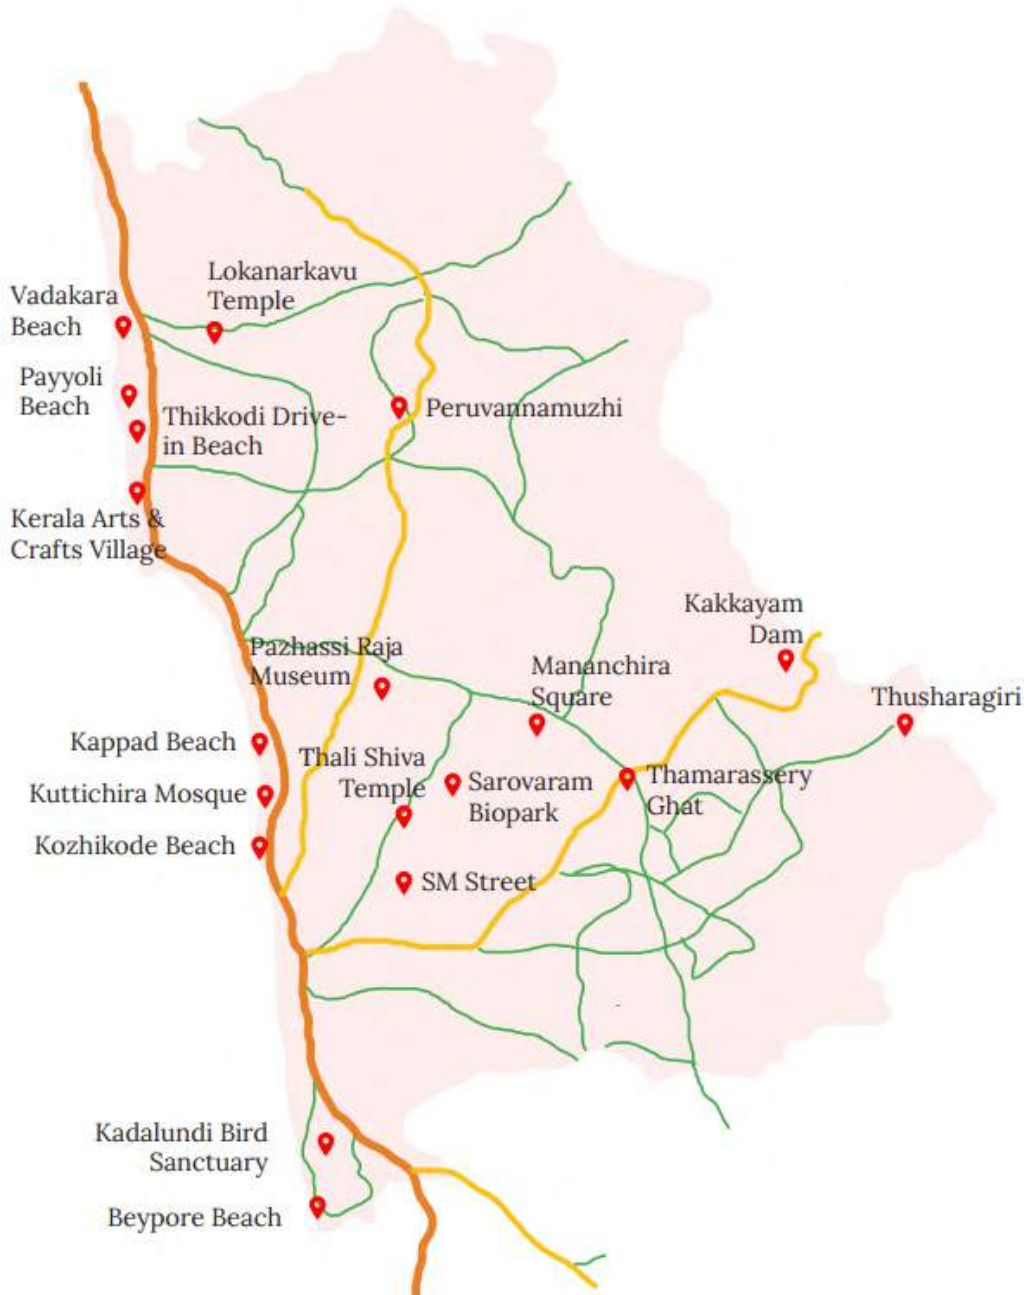 Lokanarkavu
Temple
Vadakara
Beach
Payyoli
Beach
Thikkodi Drive-
in Beach
Peruvannamuzhi
Kerala Arts &
Crafts Village
Kakkayam
Dam
Pazhassi Raja
Museum
Mananchira
Square
Thusharagiri
Kappad Beach
Thali Shiva
Temple
Sarovaram
Biopark
Thamarassery
Ghat
Kuttichira Mosque
Kozhikode Beach
SM Street
Kadalundi Bird
Sanctuary
Beypore Beach